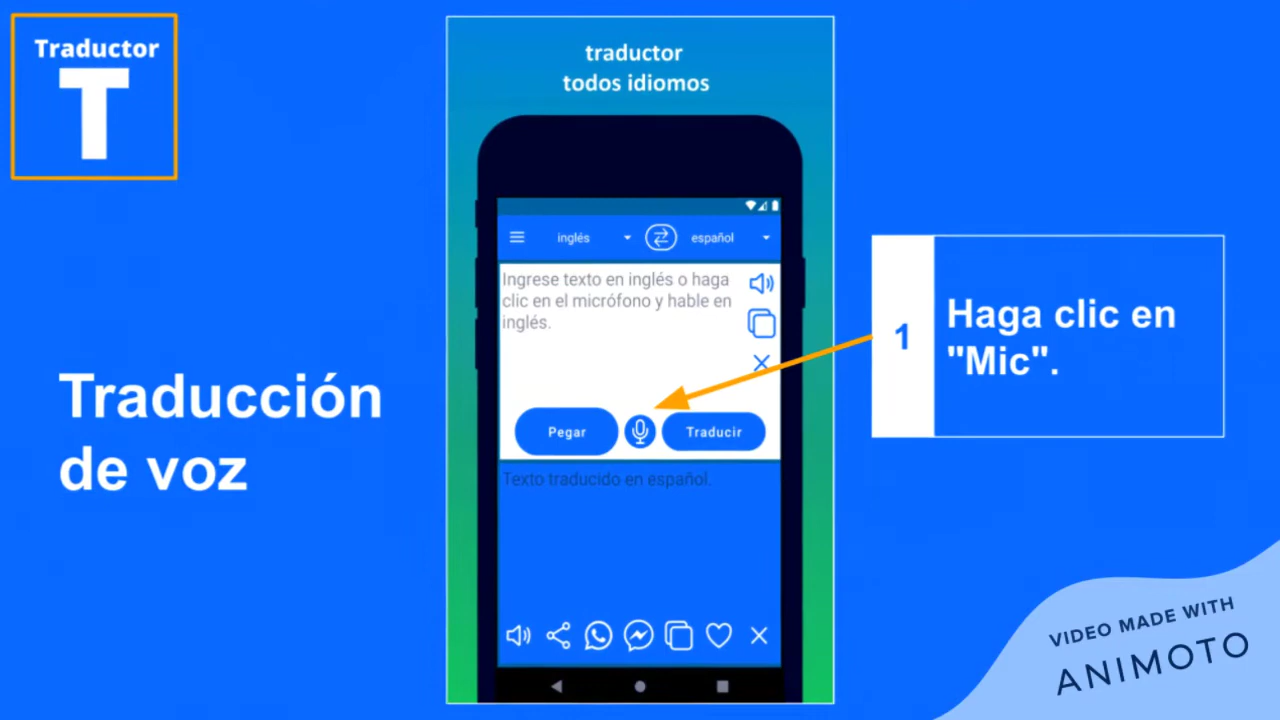 Traductor
T
traductor
todos idiomos
inglés
español
Ingrese texto en inglés o haga
clic en el micrófono y hable en
inglés.
Pegar
Traducir
Texto traducido en español.
Traducción
de voz
1
Haga clic en
"Mic".
VIDEO MADE WITH
ANIMOTO